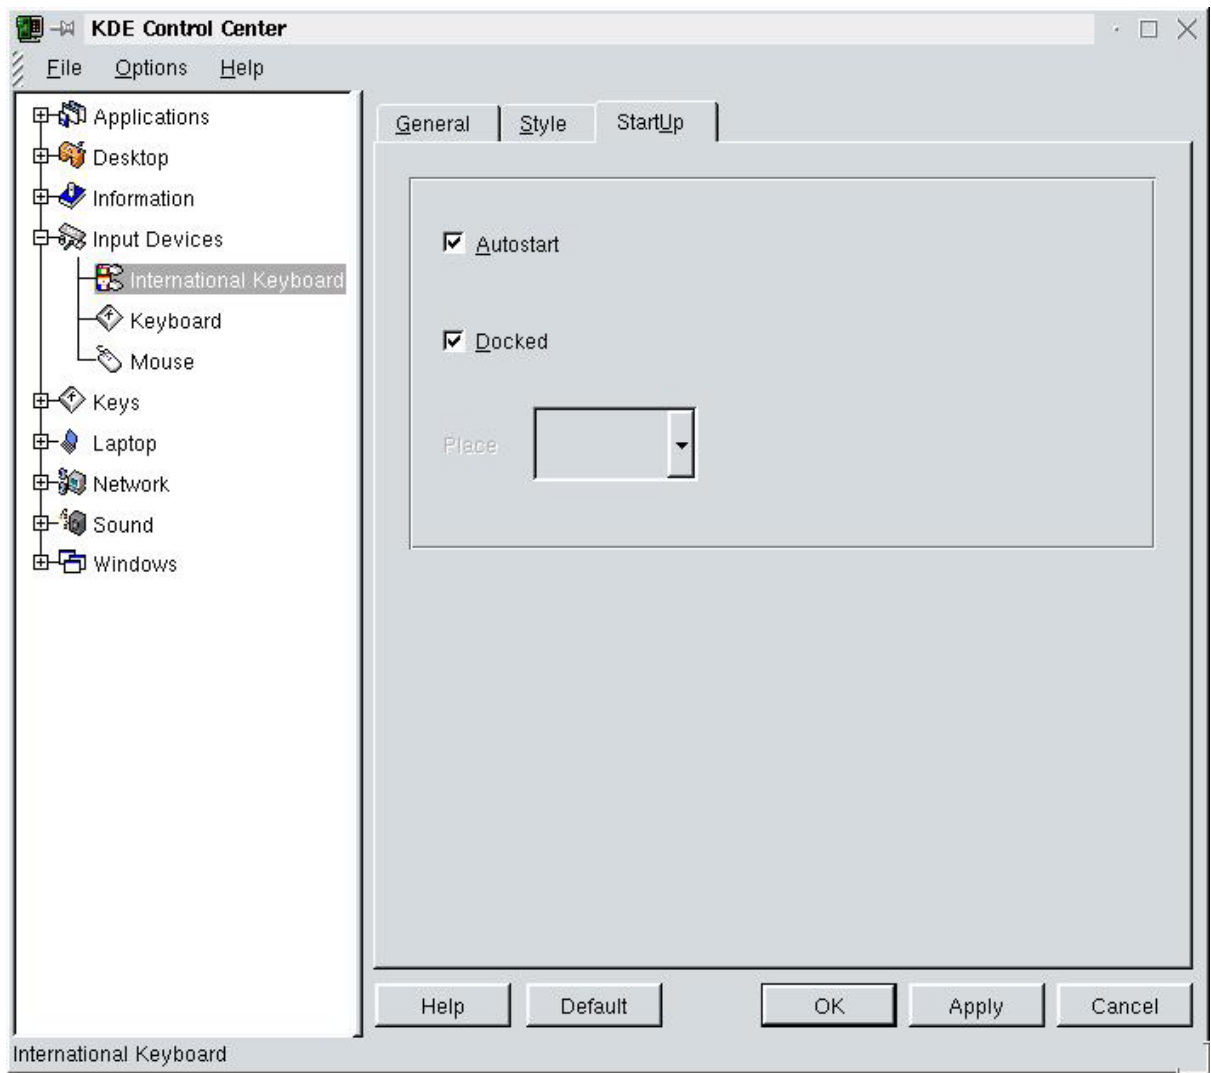 KDE Control Center
File Options Help
Applications
Desktop
Information
Input Devices
International Keyboard
Keyboard
Mouse
Keys
Laptop
Network
Sound
Windows
General Style StartUp
Autostart
Docked
Place
Help Default OK Apply Cancel
International Keyboard